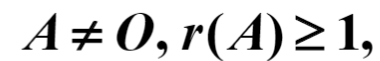 A ≠ O, r(A) ≥ 1,